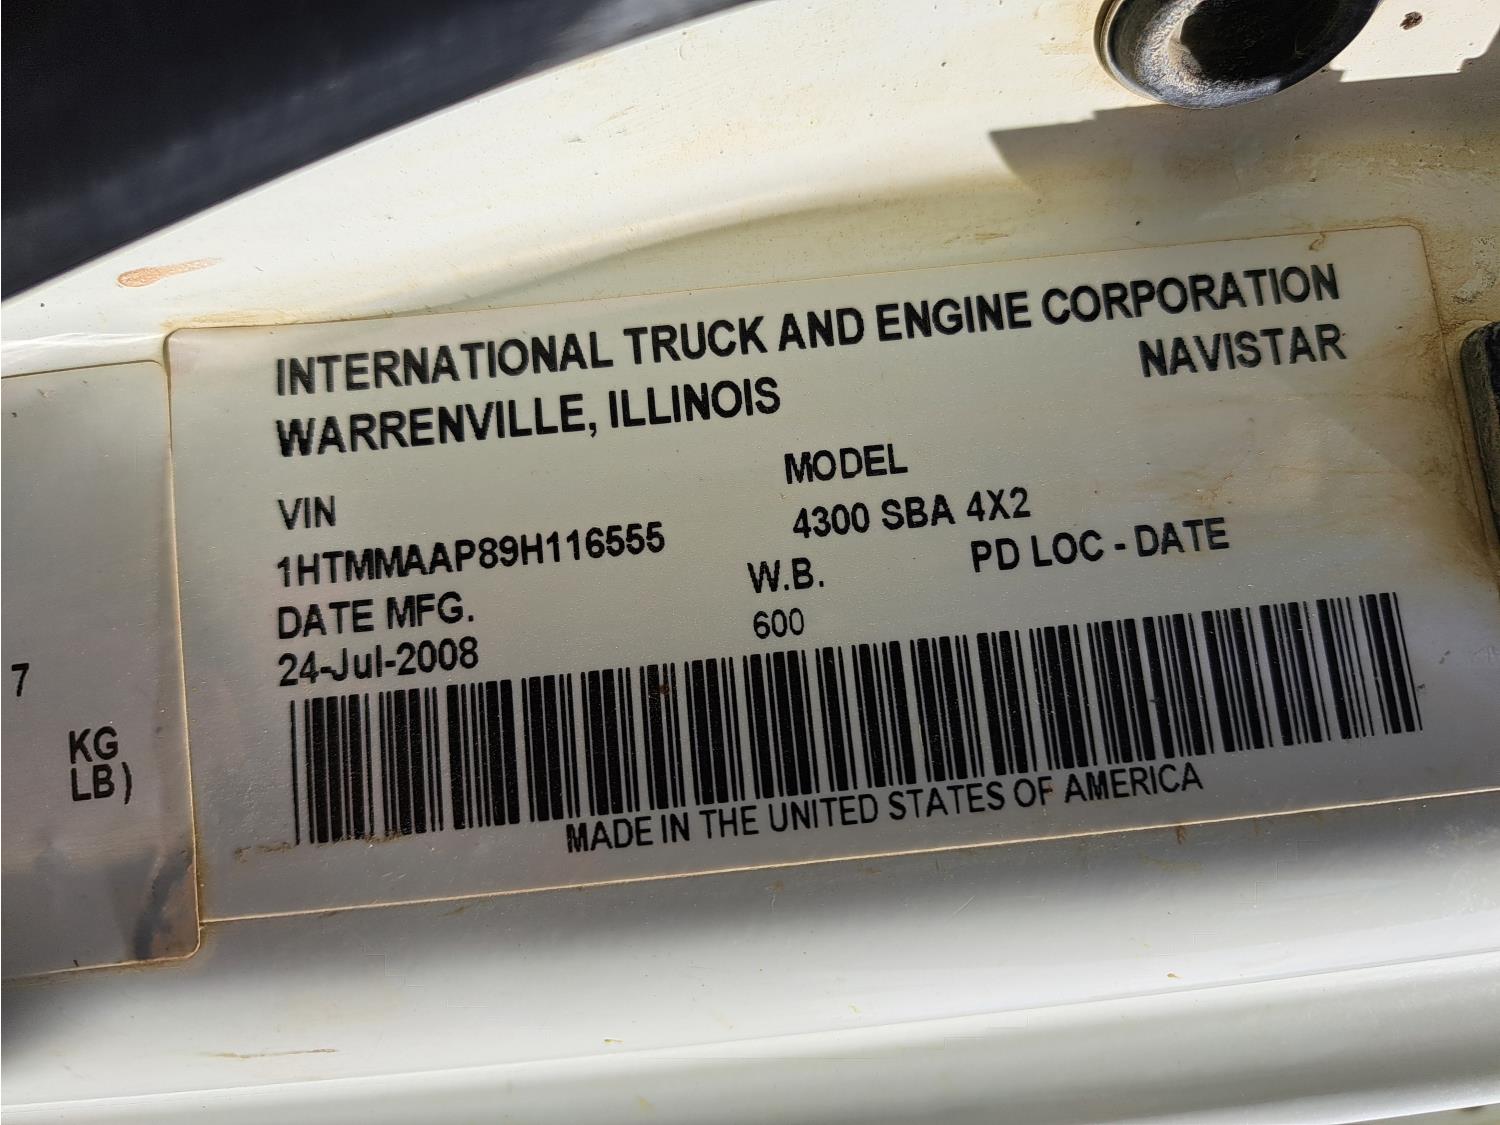 INTERNATIONAL TRUCK AND ENGINE CORPORATION
WARRENVILLE, ILLINOIS
NAVISTAR
VIN
MODEL
1HTMMAAP89H116555
4300 SBA 4X2
DATE MFG.
W.B.
PD LOC - DATE
24-Jul-2008
600
MADE IN THE UNITED STATES OF AMERICA
7
KG
LB)